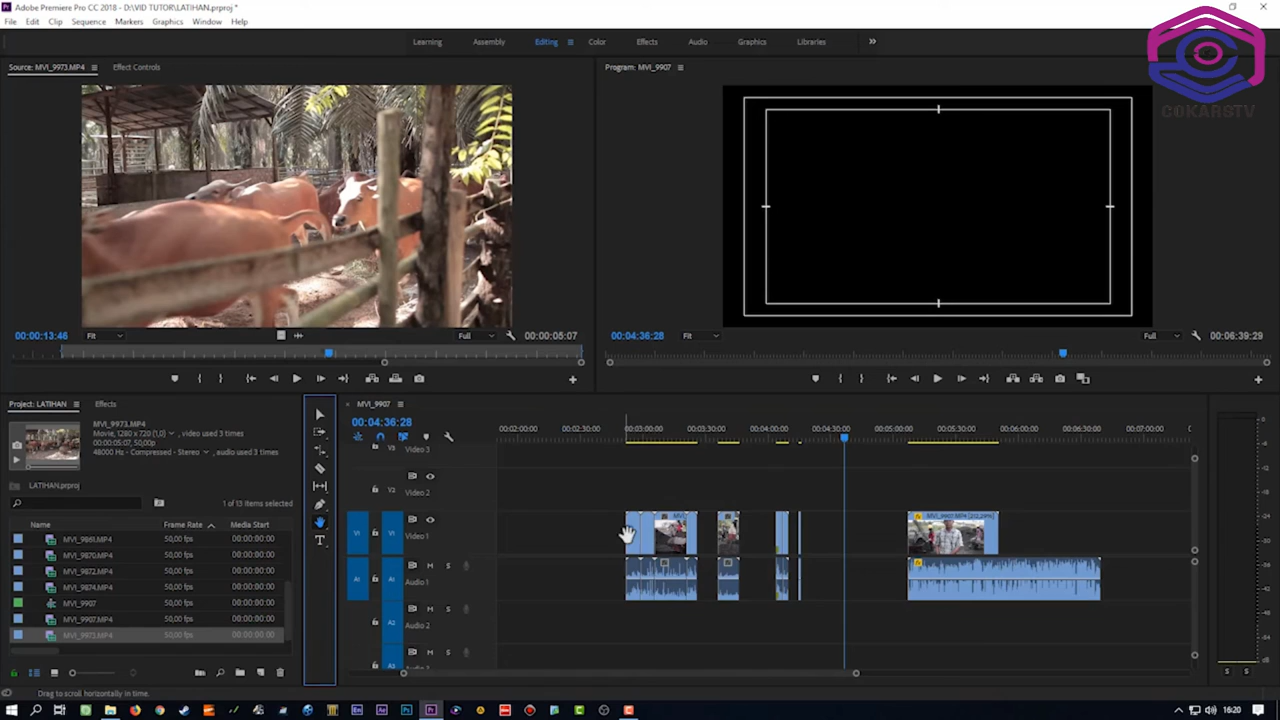 Adobe Premiere Pro CC 2018 - D:\VID TUTOR\LATIHAN.prproj *
File Edit Clip Sequence Markers Graphics Window Help
Learning Assembly Editing Color Effects Audio Graphics Libraries
COKARSTV
Source: MVI_9973.MP4 Effect Controls
Program: MVI_9907
00:00:13:46 Fit Full 00:00:05:07
00:04:36:28 Fit Full 00:06:39:29
Project: LATIHAN Effects
MVI_9973.MP4
Movie, 1280 x 720 (1,0) , video used 3 times
00:00:05:07, 50,00p
48000 Hz - Compressed - Stereo , audio used 3 times
LATIHAN.prproj
1 of 13 items selected
Name Frame Rate Media Start
MVI_9861.MP4 50,00 fps 00:00:00:00
MVI_9870.MP4 50,00 fps 00:00:00:00
MVI_9872.MP4 50,00 fps 00:00:00:00
MVI_9874.MP4 50,00 fps 00:00:00:00
MVI_9907 50,00 fps 00:00:00:00
MVI_9907.MP4 50,00 fps 00:00:00:00
MVI_9973.MP4 50,00 fps 00:00:00:00
MVI_9907
00:04:36:28
00:02:00:00 00:02:30:00 00:03:00:00 00:03:30:00 00:04:00:00 00:04:30:00 00:05:00:00 00:05:30:00 00:06:00:00 00:06:30:00 00:07:00:00
V3 Video 3
V2 Video 2
V1 V1 Video 1
A1 A1 M S Audio 1
A2 M S Audio 2
A3 M S
S S
Drag to scroll horizontally in time.
16:20